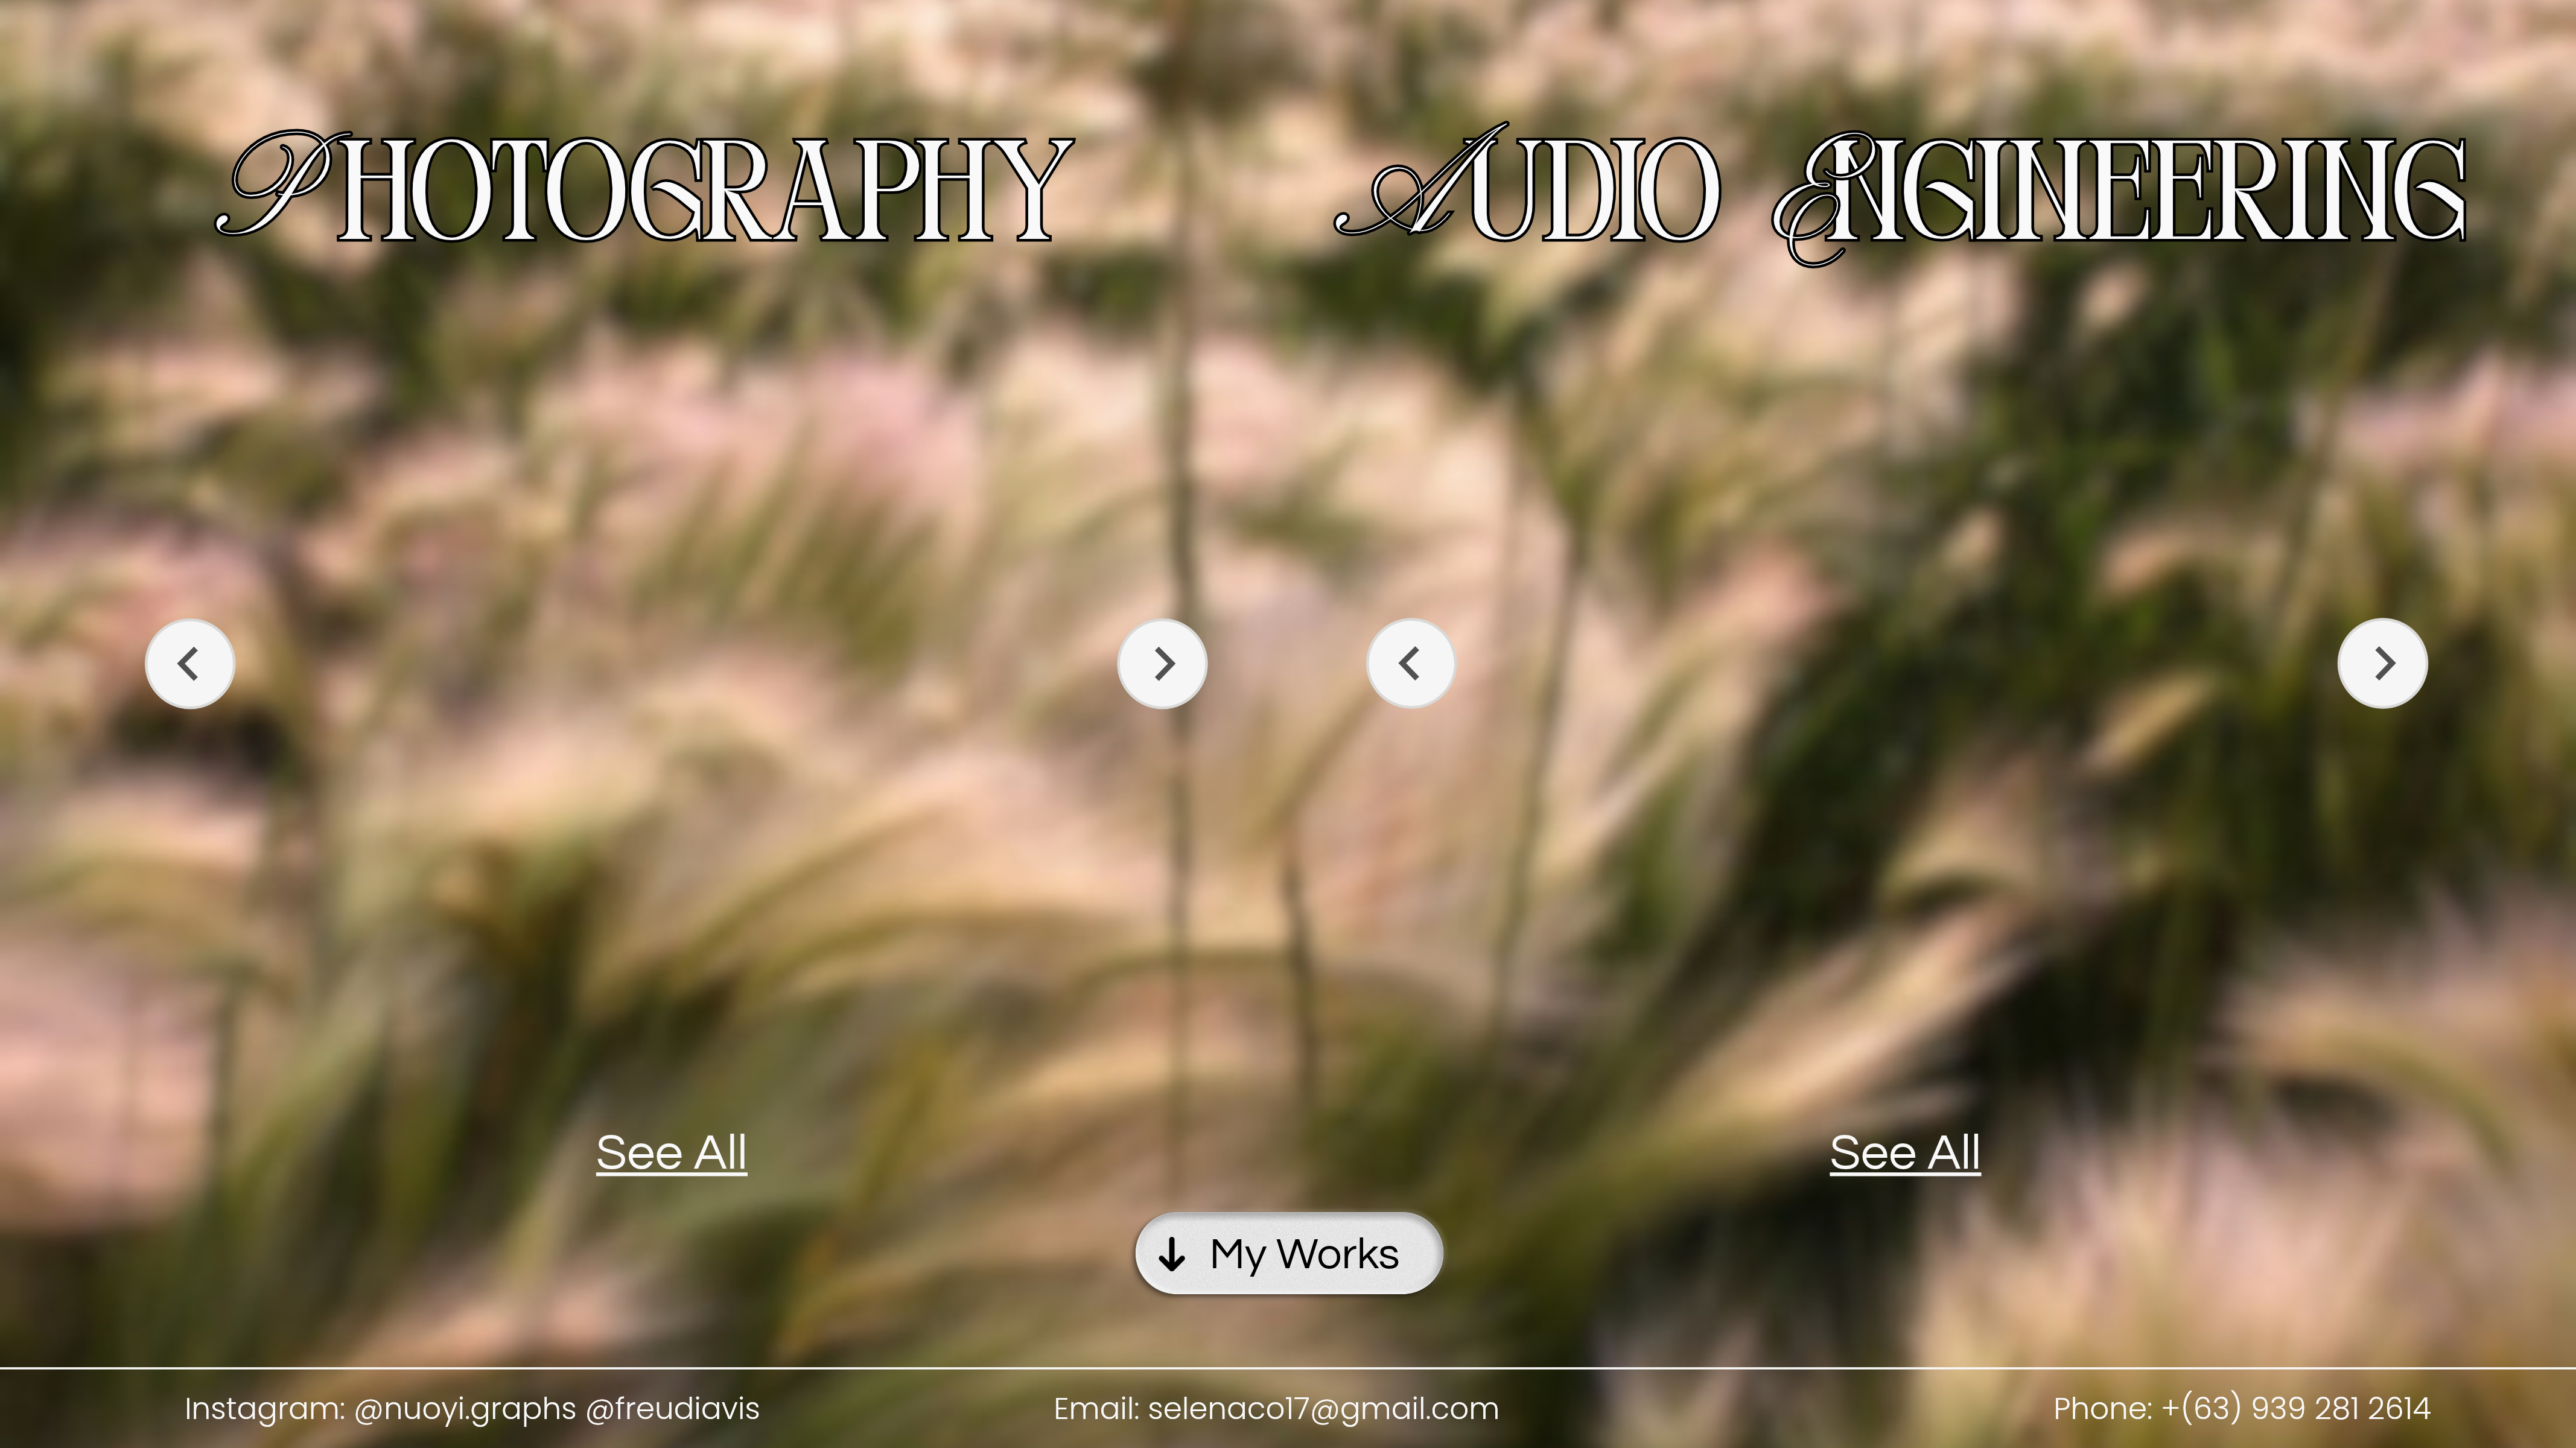 PHOTOGRAPHY
AUDIO ENGINEERING
See All
See All
My Works
Instagram: @nuoyi.graphs @freudiavis
Email: selenaco17@gmail.com
Phone: +(63) 939 281 2614